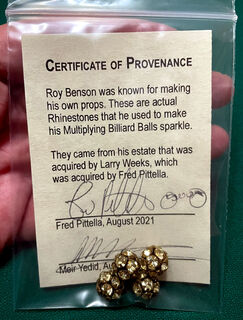 CERTIFICATE OF PROVENANCE
Roy Benson was known for making
his own props. These are actual
Rhinestones that he used to make
his Multiplying Billiard Balls sparkle.
They came from his estate that was
acquired by Larry Weeks, which
was acquired by Fred Pittella.
Fred Pittella, August 2021
Meir Yedid,